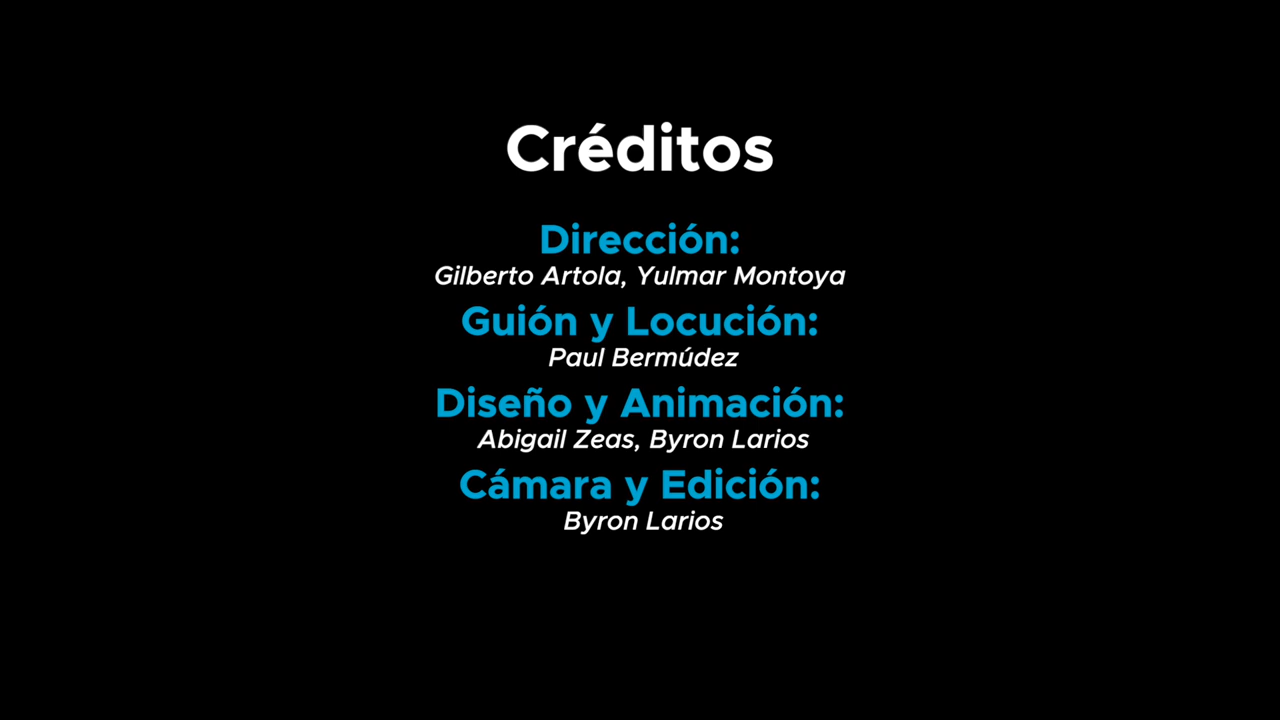 Créditos
Dirección:
Gilberto Artola, Yulmar Montoya
Guión y Locución:
Paul Bermúdez
Diseño y Animación:
Abigail Zeas, Byron Larios
Cámara y Edición:
Byron Larios